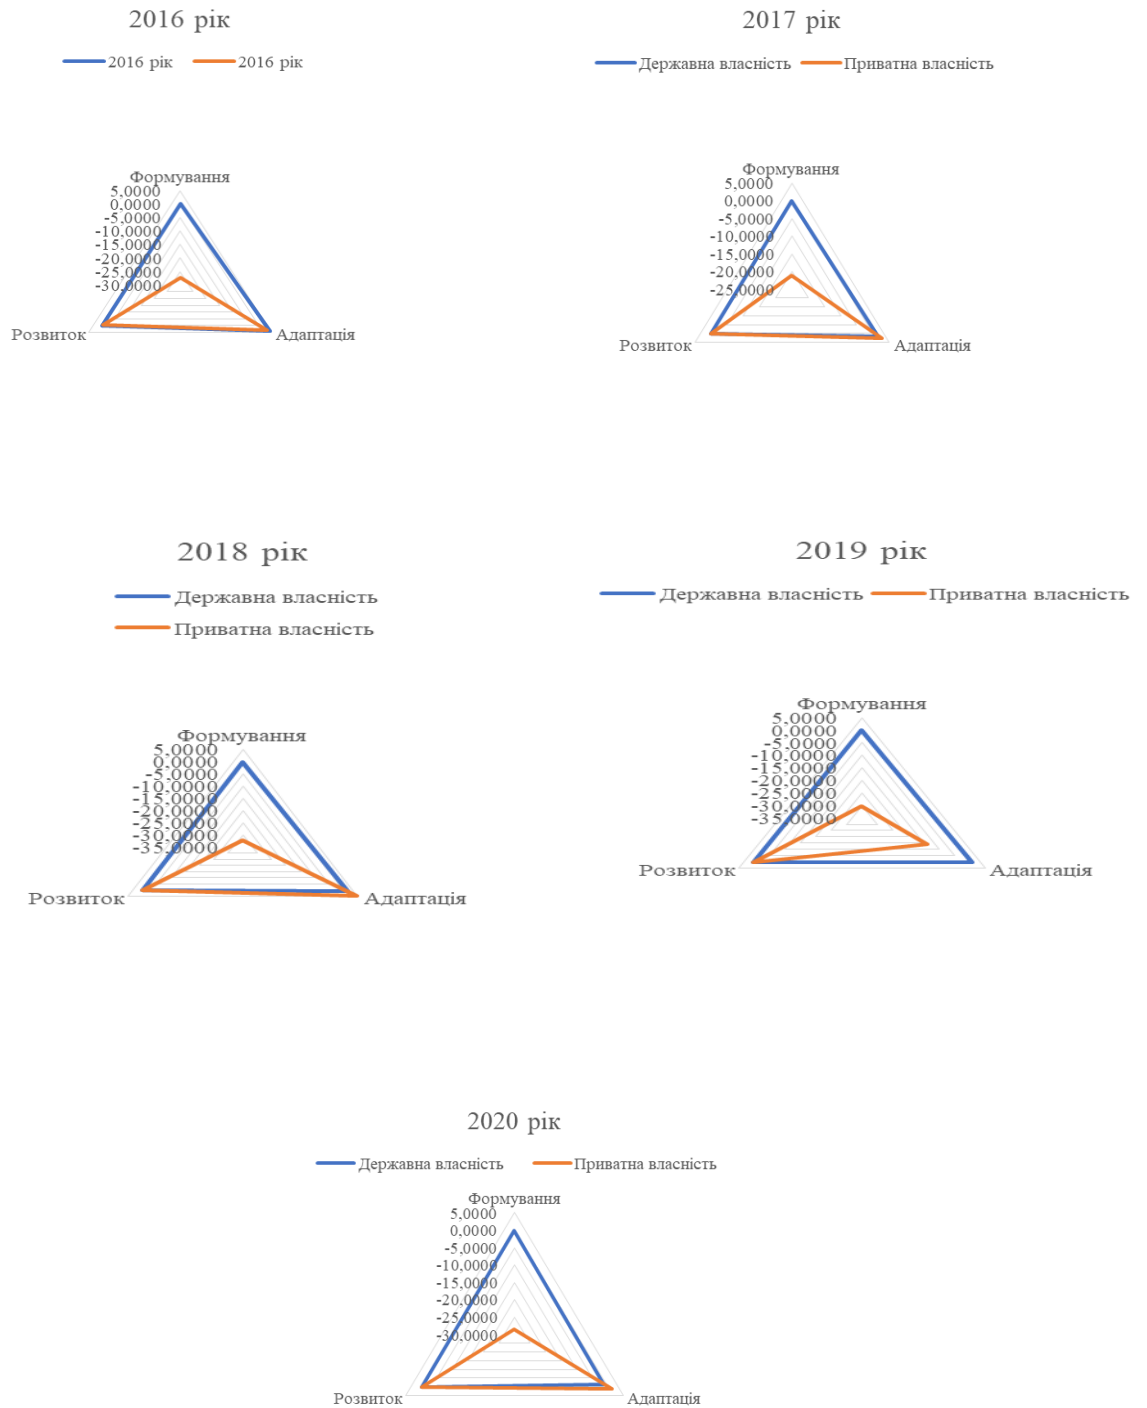 2016 рік
2016 рік 2016 рік
Формування
5,0000
0,0000
-5,0000
-10,0000
-15,0000
-20,0000
-25,0000
-30,0000
Розвиток Адаптація
2017 рік
Державна власність Приватна власність
Формування
5,0000
0,0000
-5,0000
-10,0000
-15,0000
-20,0000
-25,0000
Розвиток Адаптація
2018 рік
Державна власність
Приватна власність
Формування
5,0000
0,0000
-5,0000
-10,0000
-15,0000
-20,0000
-25,0000
-30,0000
-35,0000
Розвиток Адаптація
2019 рік
Державна власність Приватна власність
Формування
5,0000
0,0000
-5,0000
-10,0000
-15,0000
-20,0000
-25,0000
-30,0000
-35,0000
Розвиток Адаптація
2020 рік
Державна власність Приватна власність
Формування
5,0000
0,0000
-5,0000
-10,0000
-15,0000
-20,0000
-25,0000
-30,0000
Розвиток Адаптація